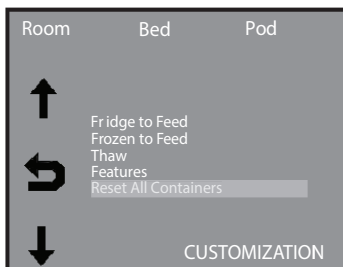 Room Bed Pod
Fridge to Feed
Frozen to Feed
Thaw
Features
Reset All Containers
CUSTOMIZATION